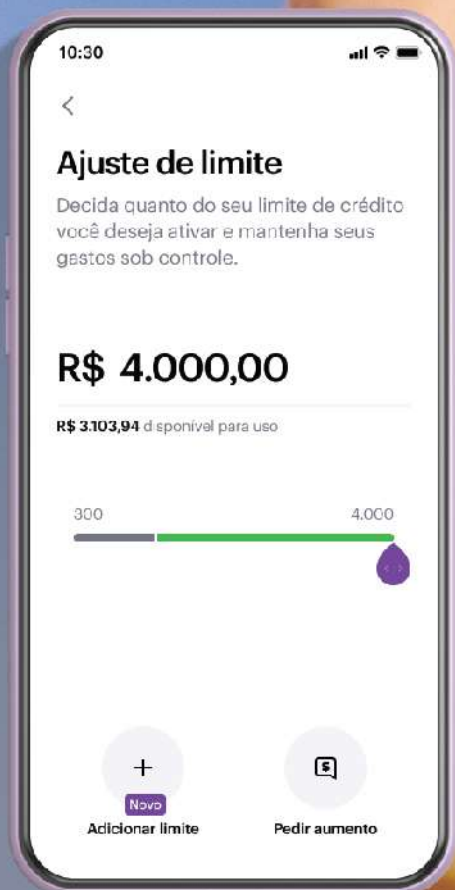 10:30
Ajuste de limite
Decida quanto do seu limite de crédito
você deseja ativar e mantenha seus
gastos sob controle.
R$ 4.000,00
R$ 3.103,94 disponível para uso
300
4.000
Novo
Adicionar limite
Pedir aumento